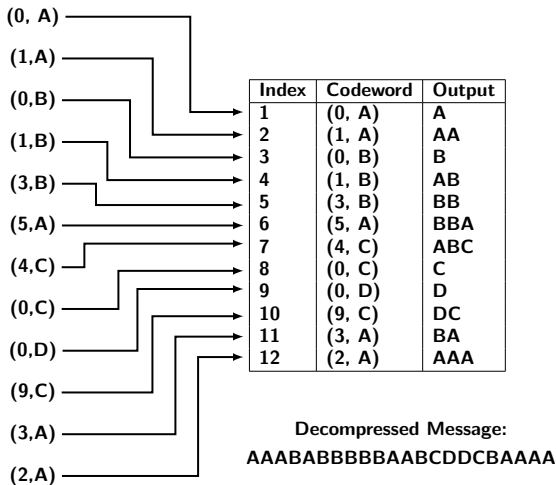 (0, A)
(1,A)
(0,B)
(1,B)
(3,B)
(5,A)
(4,C)
(0,C)
(0,D)
(9,C)
(3,A)
(2,A)
Index Codeword Output
1 (0, A) A
2 (1, A) AA
3 (0, B) B
4 (1, B) AB
5 (3, B) BB
6 (5, A) BBA
7 (4, C) ABC
8 (0, C) C
9 (0, D) D
10 (9, C) DC
11 (3, A) BA
12 (2, A) AAA
Decompressed Message:
AAABABBBBBAABCDDCBAAAA